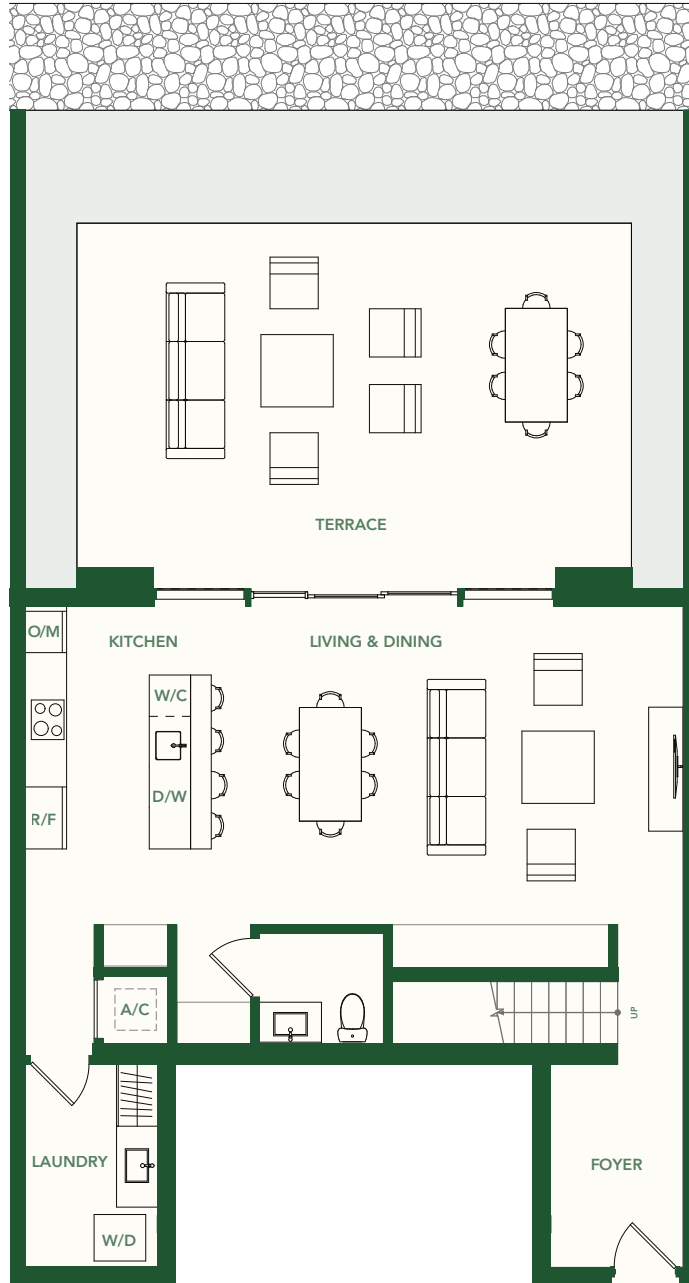 TERRACE
O/M
KITCHEN
LIVING & DINING
W/C
D/W
R/F
A/C
UP
LAUNDRY
FOYER
W/D